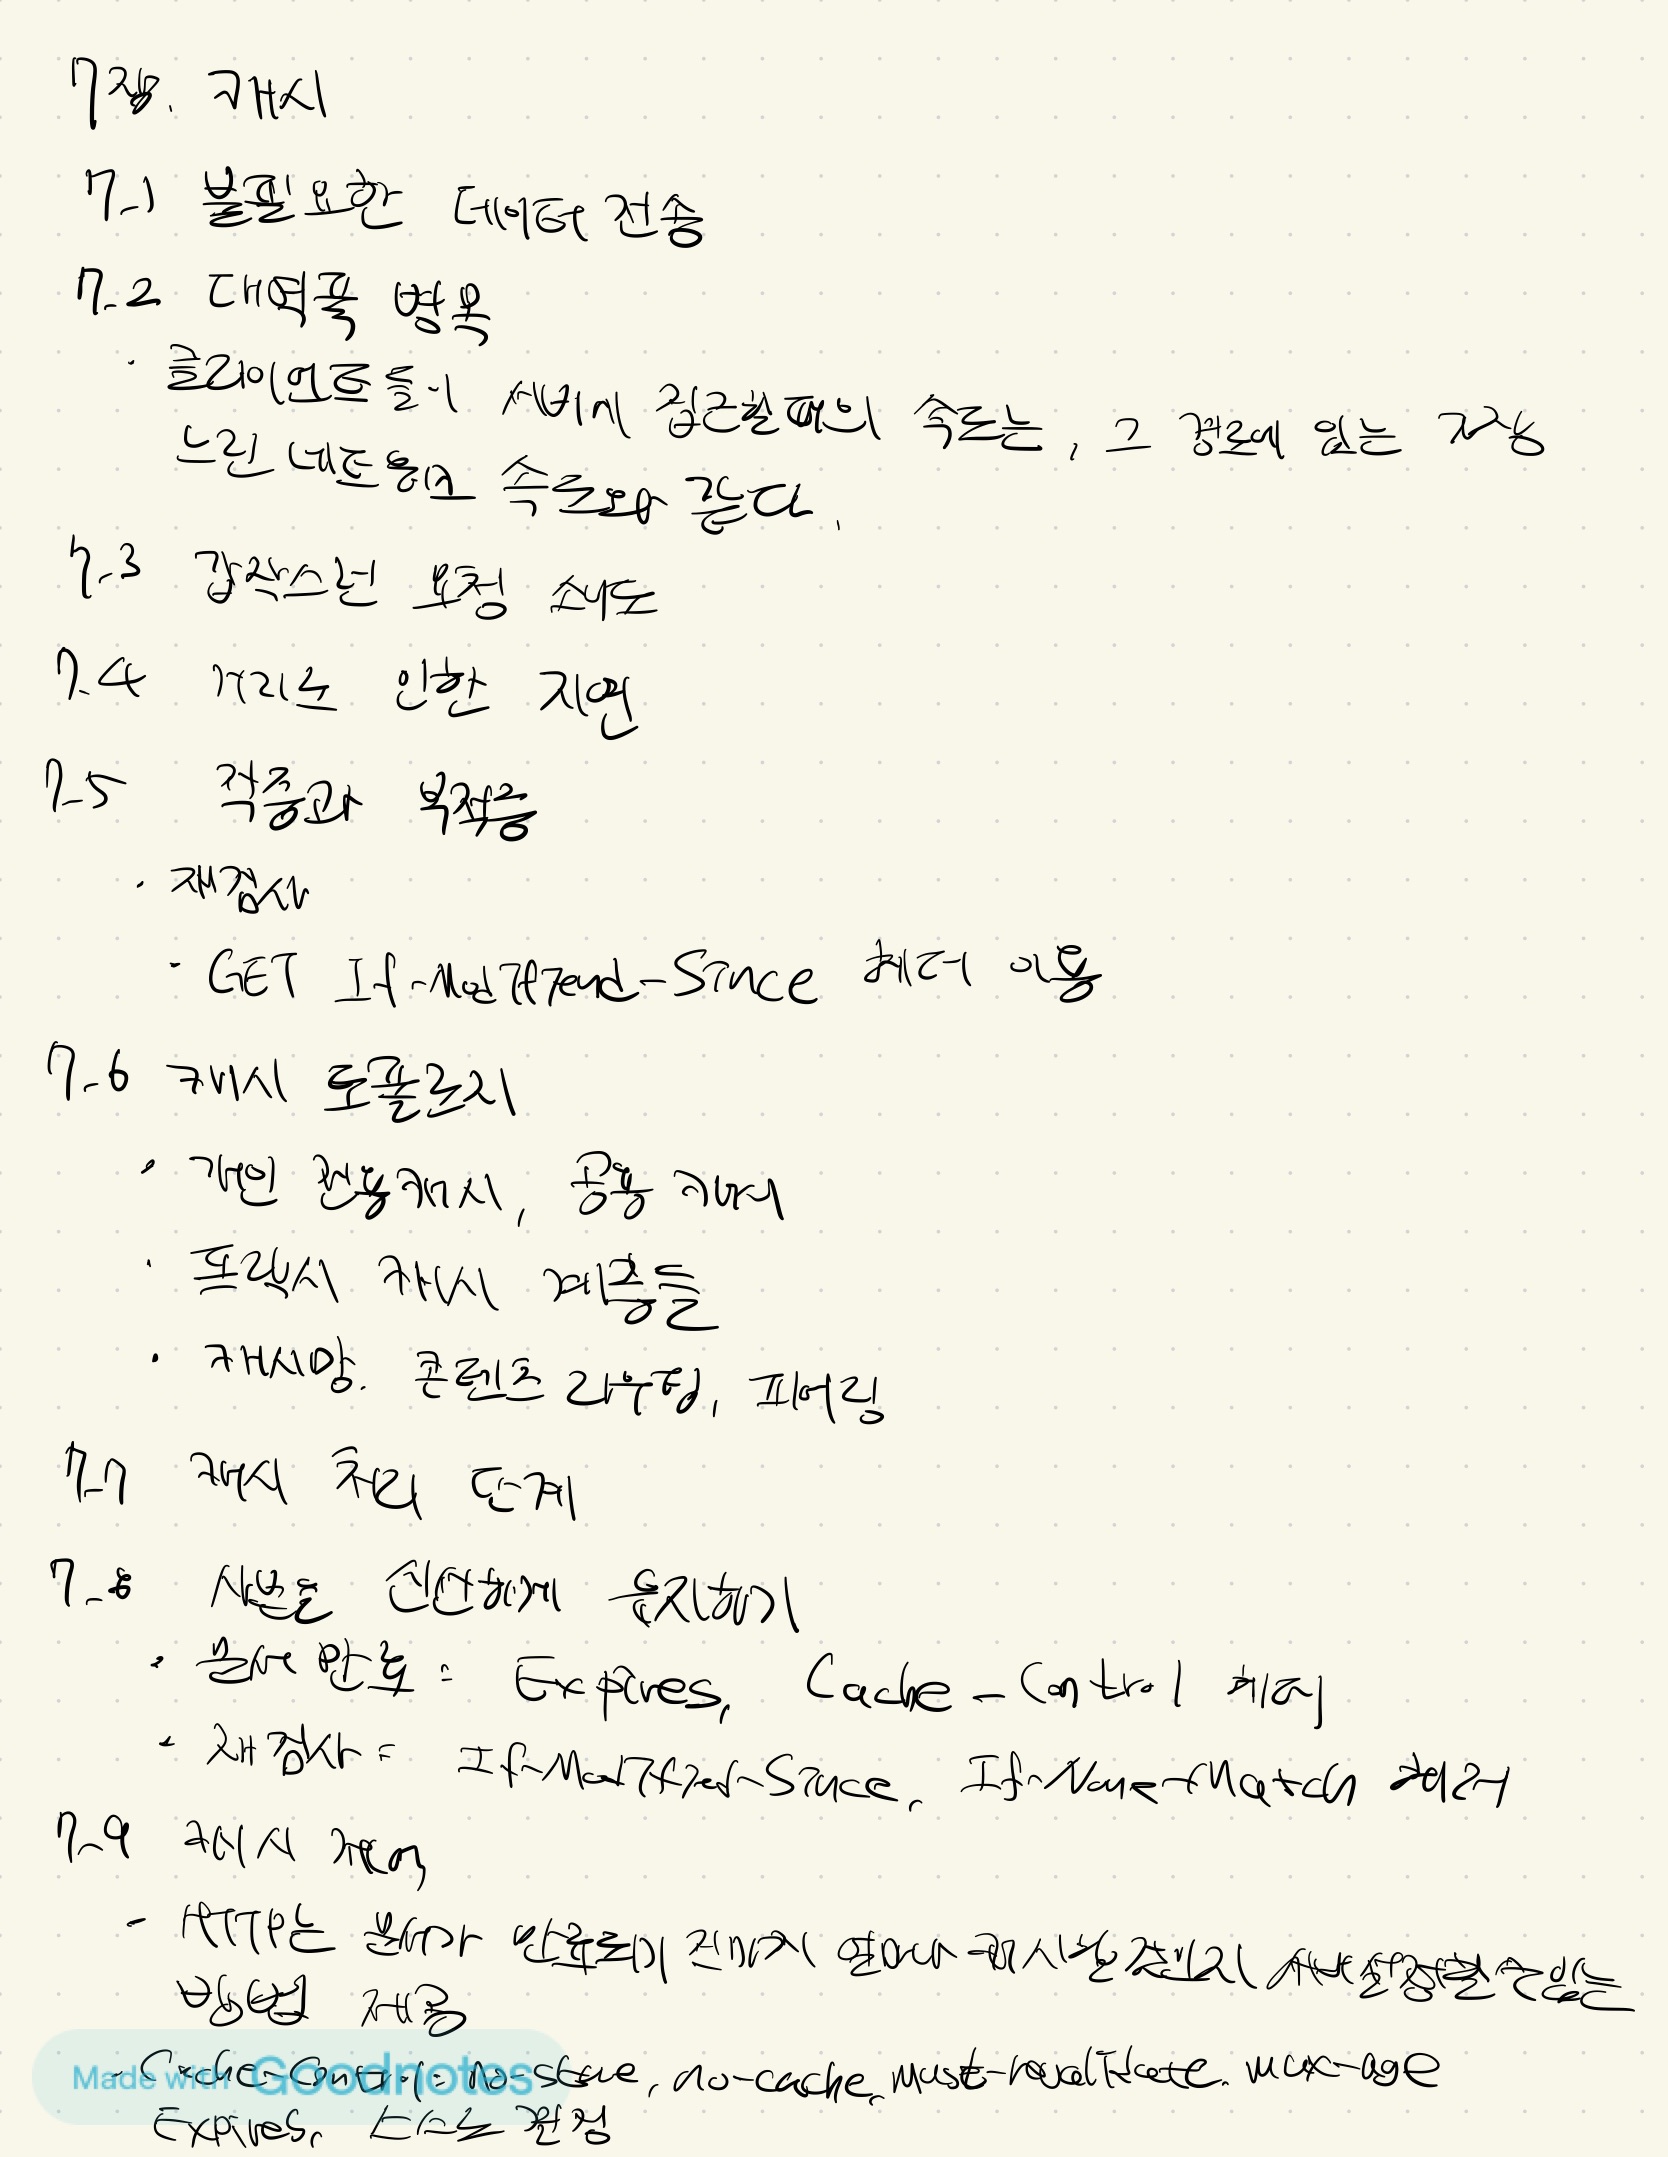 7장. 캐시
7.1 불필요한 데이터 전송
7.2 대역폭 병목
· 클라이언트들이 서버에 접근할때의 속도는, 그 경로에 있는 가장
느린 네트워크 속도와 같다.
7.3 갑작스런 요청 쇄도
7.4 거리로 인한 지연
7.5 적중과 부적중
· 재검사
- GET If-Modifiend-Since 헤더 이용
7.6 캐시 토폴로지
· 개인 전용캐시, 공용 캐시
· 프락시 캐시 계층들
· 캐시망. 콘텐츠 라우팅, 피어링
7.7 캐시 처리 단계
7.8 사본을 신선하게 유지하기
· 문서 만료 : Expires, Cache-Control 헤더
· 재검사 : If-Modified-Since, If-None-Match 헤더
7.9 캐시 제어
- HTTP는 문서가 만료되기 전까지 얼마나 캐시할 것인지 서버 설정할 수 있는
방법 제공
- Cache-Control : no-store, no-cache, must-revalidate. max-age
Expires, 결정
Made with Goodnotes